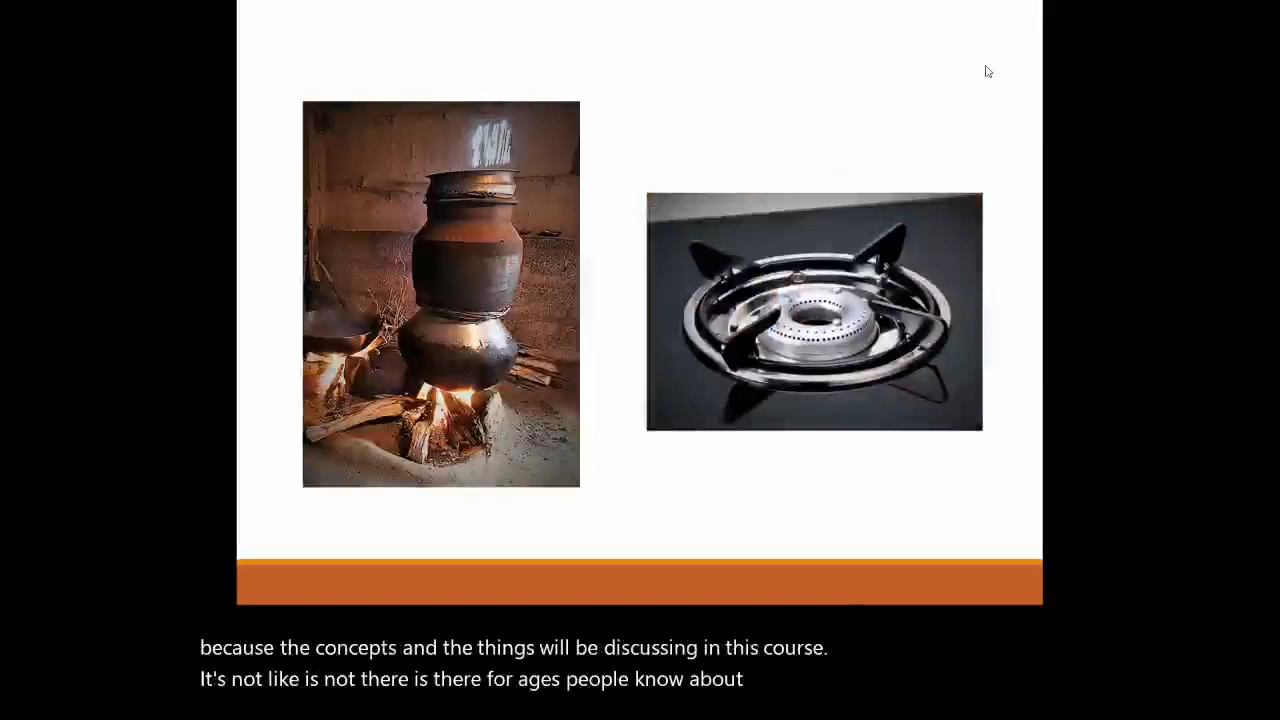 because the concepts and the things will be discussing in this course.
It's not like is not there is there for ages people know about